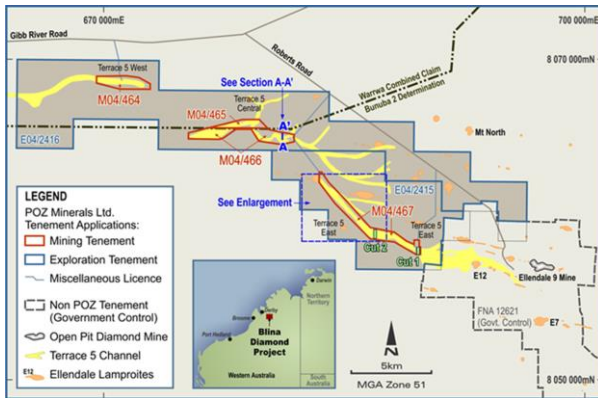 670 000mE
700 000mE
Gibb River Road
Roberts Road
8 070 000mN
Terrace 5 West
See Section A-A'
Warrwa Combined Claim
Bunuba 2 Determination
M04/464
M04/465
Terrace 5
Central
A'
A
Mt North
M04/466
E04/2416
E04/2415
See Enlargement
M04/467
Terrace 5
East
Terrace 5
East
Cut 2
Cut 1
E12
Ellendale 9 Mine
FNA 12621
(Govt. Control)
E7
8 050 000mN
LEGEND
POZ Minerals Ltd.
Tenement Applications:
Mining Tenement
Exploration Tenement
Miscellaneous Licence
Non POZ Tenement
(Government Control)
Open Pit Diamond Mine
Terrace 5 Channel
E12
Ellendale Lamproites
Darwin
Derby
Broome
Northern
Territory
Blina
Diamond
Project
Port Hedland
Western Australia
South
Australia
N
5km
MGA Zone 51